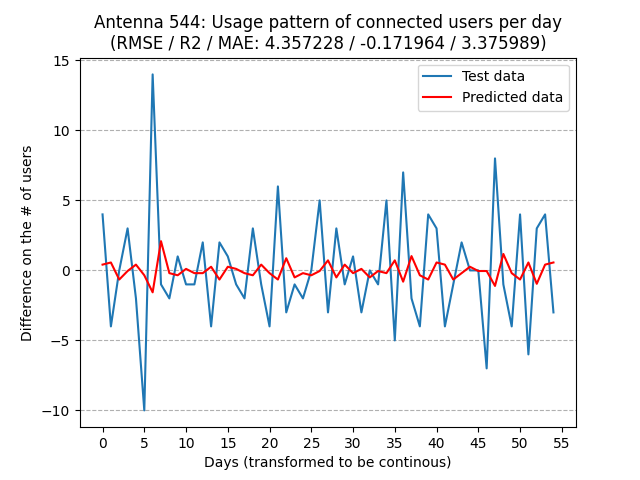 Antenna 544: Usage pattern of connected users per day
(RMSE / R2 / MAE: 4.357228 / -0.171964 / 3.375989)
Test data
Predicted data
15
10
5
0
−5
−10
Difference on the # of users
0 5 10 15 20 25 30 35 40 45 50 55
Days (transformed to be continous)